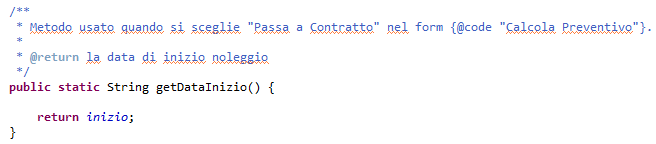 /**
 * Metodo usato quando si sceglie "Passa a Contratto" nel form {@code "Calcola Preventivo"}.
 *
 * @return la data di inizio noleggio
 */
public static String getDataInizio() {
    return inizio;
}